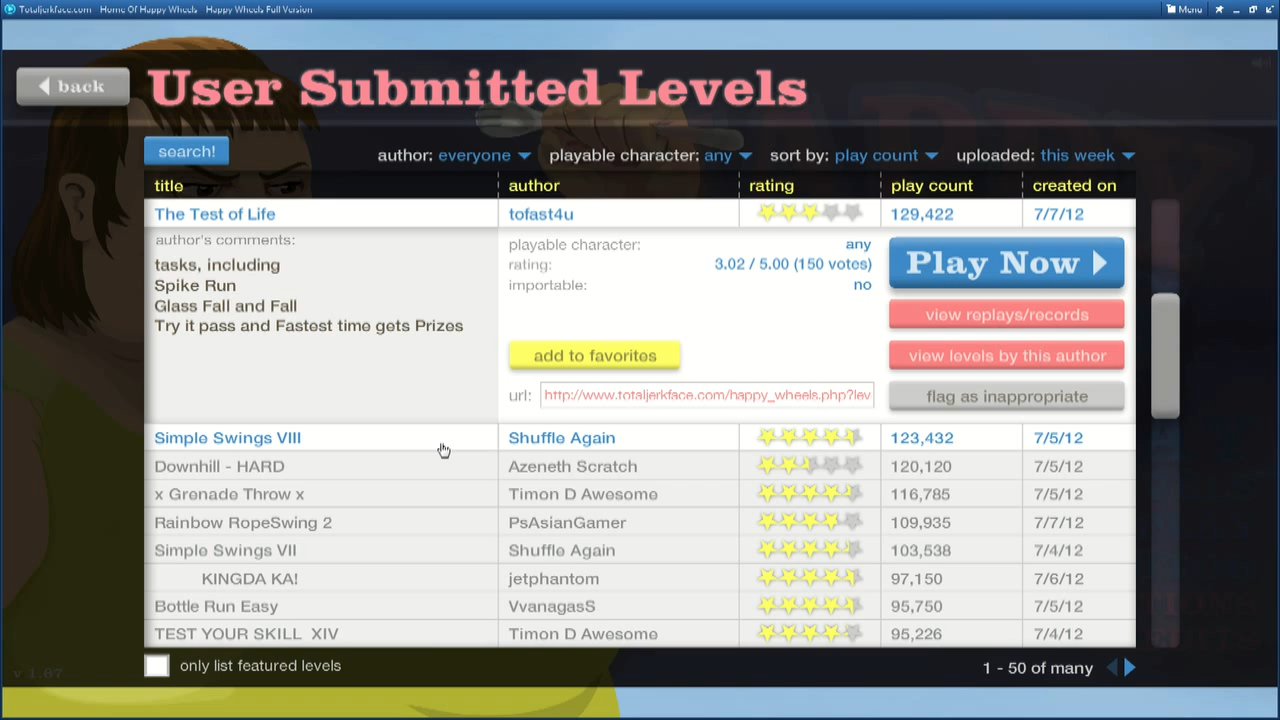 Totaljerkface.com - Home Of Happy Wheels - Happy Wheels Full Version
Menu
back
User Submitted Levels
search!
author: everyone playable character: any sort by: play count uploaded: this week
title author rating play count created on
The Test of Life tofast4u 129,422 7/7/12
author's comments:
tasks, including
Spike Run
Glass Fall and Fall
Try it pass and Fastest time gets Prizes
playable character: any
rating: 3.02 / 5.00 (150 votes)
importable: no
add to favorites
url: http://www.totaljerkface.com/happy_wheels.php?lev
Play Now
view replays/records
view levels by this author
flag as inappropriate
Simple Swings VIII Shuffle Again 123,432 7/5/12
Downhill - HARD Azeneth Scratch 120,120 7/5/12
x Grenade Throw x Timon D Awesome 116,785 7/5/12
Rainbow RopeSwing 2 PsAsianGamer 109,935 7/7/12
Simple Swings VII Shuffle Again 103,538 7/4/12
KINGDA KA! jetphantom 97,150 7/6/12
Bottle Run Easy VvanagasS 95,750 7/5/12
TEST YOUR SKILL XIV Timon D Awesome 95,226 7/4/12
only list featured levels
1 - 50 of many
v 1.67